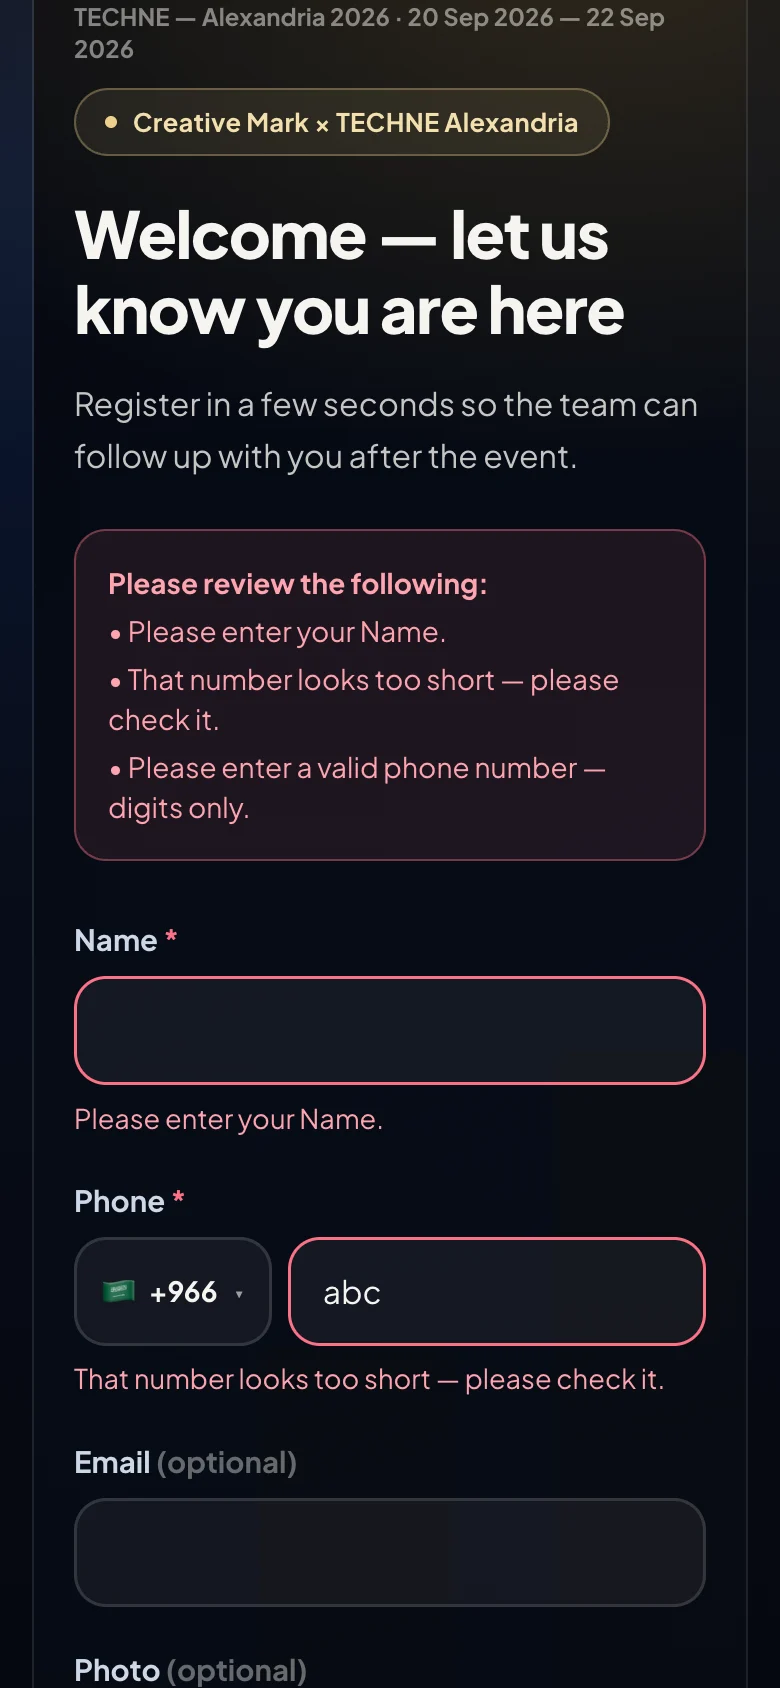 TECHNE — Alexandria 2026 · 20 Sep 2026 — 22 Sep
2026
Creative Mark × TECHNE Alexandria
Welcome — let us
know you are here
Register in a few seconds so the team can
follow up with you after the event.
Please review the following:
• Please enter your Name.
• That number looks too short — please
check it.
• Please enter a valid phone number —
digits only.
Name *
Please enter your Name.
Phone *
+966 ▾
abc
That number looks too short — please check it.
Email (optional)
Photo (optional)